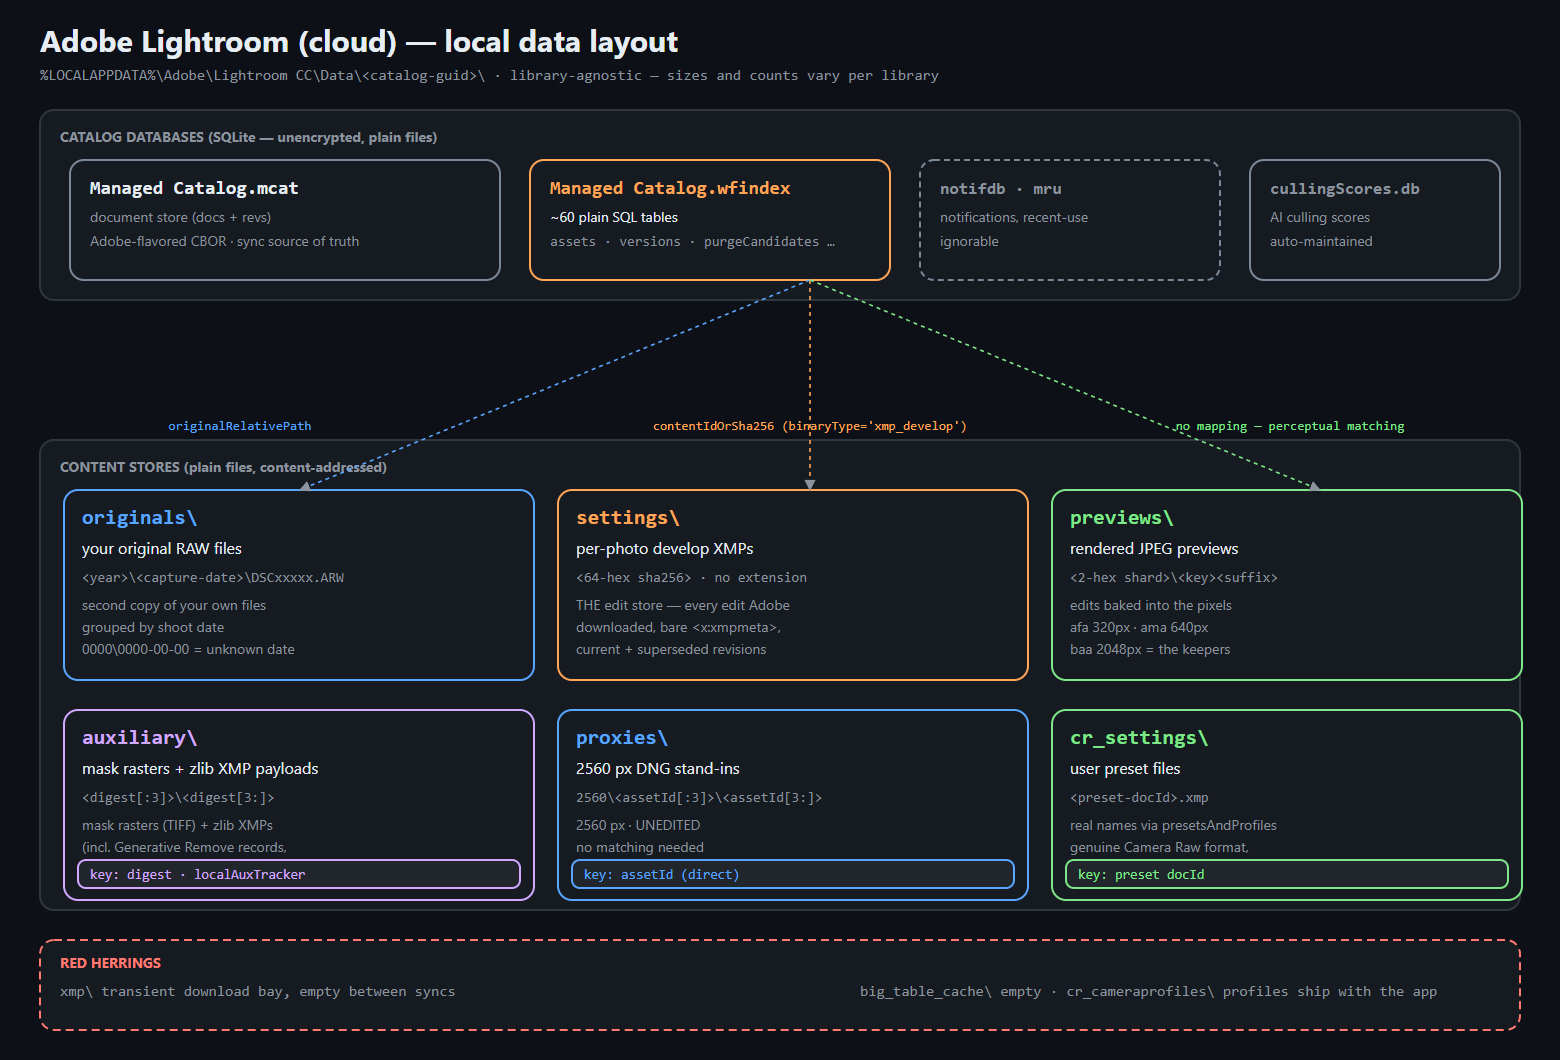 Adobe Lightroom (cloud) — local data layout
%LOCALAPPDATA%\Adobe\Lightroom CC\Data\<catalog-guid>\ · library-agnostic — sizes and counts vary per library
CATALOG DATABASES (SQLite — unencrypted, plain files)
Managed Catalog.mcat
document store (docs + revs)
Adobe-flavored CBOR · sync source of truth
Managed Catalog.wfindex
~60 plain SQL tables
assets · versions · purgeCandidates …
notifdb · mru
notifications, recent-use
ignorable
cullingScores.db
AI culling scores
auto-maintained
originalRelativePath
contentIdOrSha256 (binaryType='xmp_develop')
no mapping — perceptual matching
CONTENT STORES (plain files, content-addressed)
originals\
your original RAW files
<year>\<capture-date>\DSCxxxxx.ARW
second copy of your own files
grouped by shoot date
0000\0000-00-00 = unknown date
settings\
per-photo develop XMPs
<64-hex sha256> · no extension
THE edit store — every edit Adobe
downloaded, bare <x:xmpmeta>,
current + superseded revisions
previews\
rendered JPEG previews
<2-hex shard>\<key><suffix>
edits baked into the pixels
afa 320px · ama 640px
baa 2048px = the keepers
auxiliary\
mask rasters + zlib XMP payloads
<digest[:3]>\<digest[3:]>
mask rasters (TIFF) + zlib XMPs
(incl. Generative Remove records,
key: digest · localAuxTracker
proxies\
2560 px DNG stand-ins
2560\<assetId[:3]>\<assetId[3:]>
2560 px · UNEDITED
no matching needed
key: assetId (direct)
cr_settings\
user preset files
<preset-docId>.xmp
real names via presetsAndProfiles
genuine Camera Raw format,
key: preset docId
RED HERRINGS
xmp\ transient download bay, empty between syncs
big_table_cache\ empty · cr_cameraprofiles\ profiles ship with the app